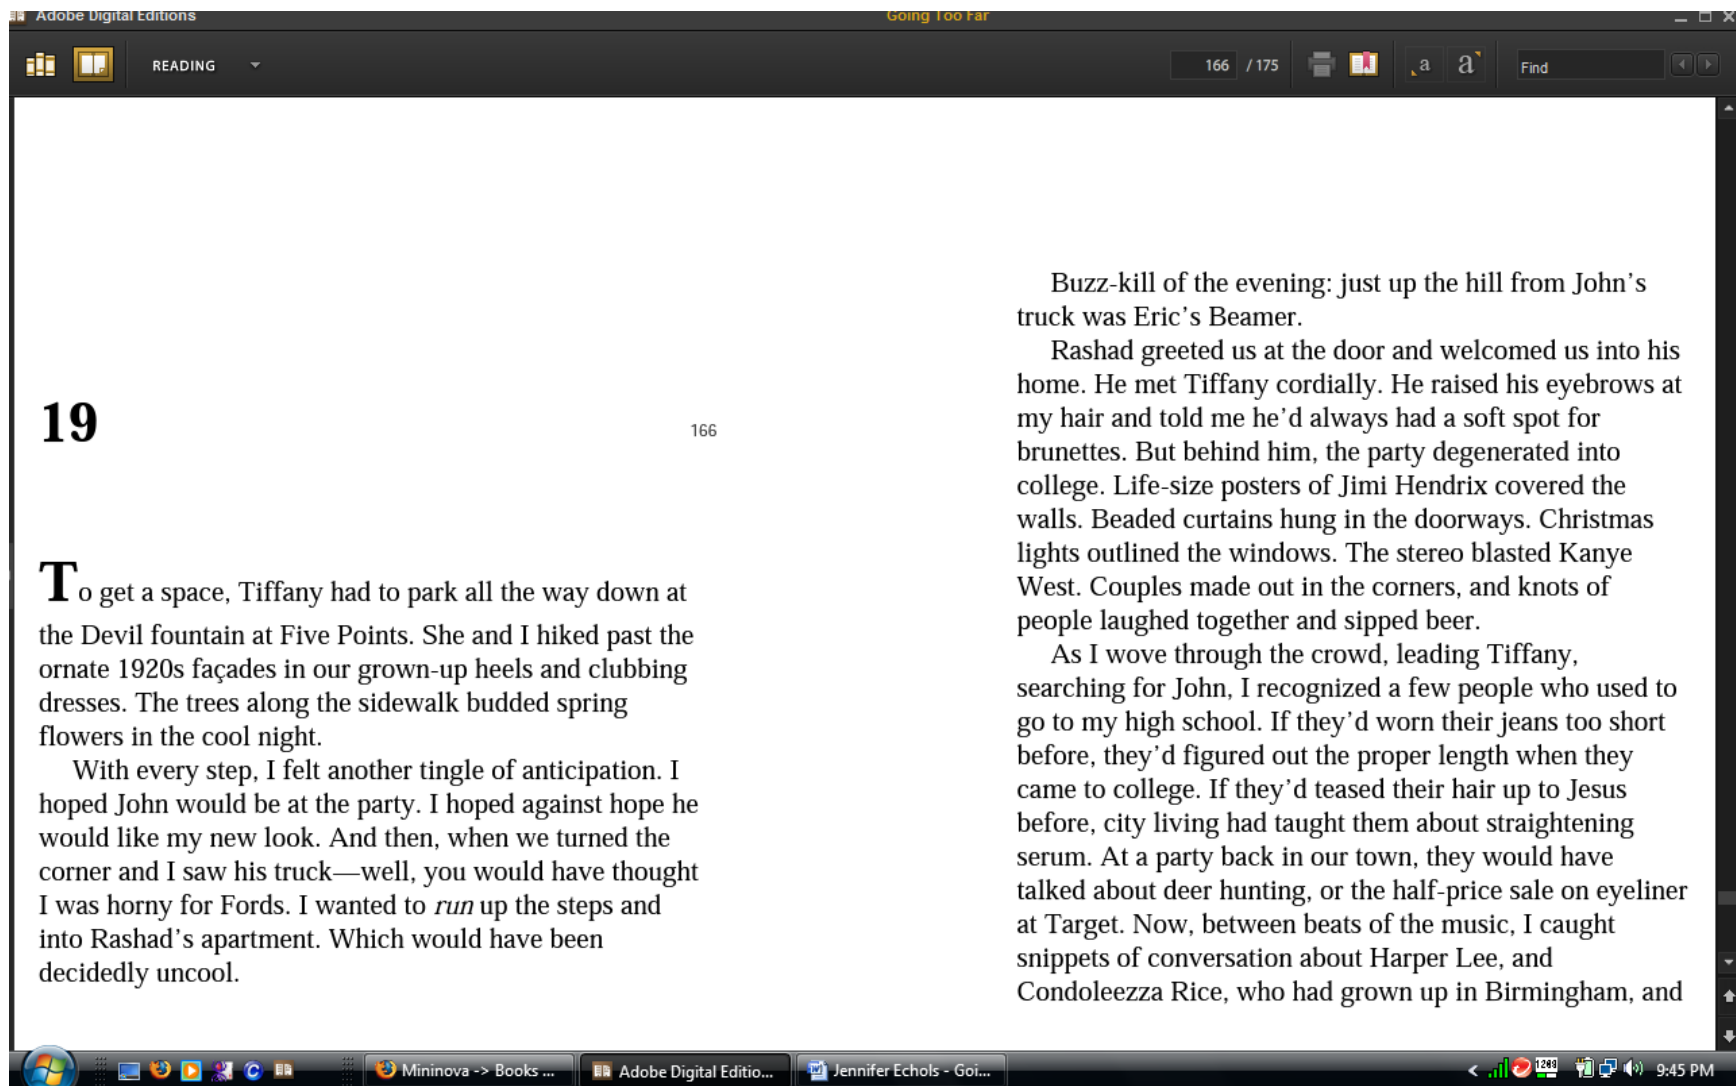 Adobe Digital Editions
Going Too Far
READING
166 / 175
a
a
Find
19
166
To get a space, Tiffany had to park all the way down at
the Devil fountain at Five Points. She and I hiked past the
ornate 1920s façades in our grown-up heels and clubbing
dresses. The trees along the sidewalk budded spring
flowers in the cool night.
With every step, I felt another tingle of anticipation. I
hoped John would be at the party. I hoped against hope he
would like my new look. And then, when we turned the
corner and I saw his truck—well, you would have thought
I was horny for Fords. I wanted to run up the steps and
into Rashad’s apartment. Which would have been
decidedly uncool.
Buzz-kill of the evening: just up the hill from John’s
truck was Eric’s Beamer.
Rashad greeted us at the door and welcomed us into his
home. He met Tiffany cordially. He raised his eyebrows at
my hair and told me he’d always had a soft spot for
brunettes. But behind him, the party degenerated into
college. Life-size posters of Jimi Hendrix covered the
walls. Beaded curtains hung in the doorways. Christmas
lights outlined the windows. The stereo blasted Kanye
West. Couples made out in the corners, and knots of
people laughed together and sipped beer.
As I wove through the crowd, leading Tiffany,
searching for John, I recognized a few people who used to
go to my high school. If they’d worn their jeans too short
before, they’d figured out the proper length when they
came to college. If they’d teased their hair up to Jesus
before, city living had taught them about straightening
serum. At a party back in our town, they would have
talked about deer hunting, or the half-price sale on eyeliner
at Target. Now, between beats of the music, I caught
snippets of conversation about Harper Lee, and
Condoleezza Rice, who had grown up in Birmingham, and
Mininova -> Books ...
Adobe Digital Editio...
Jennifer Echols - Goi...
9:45 PM